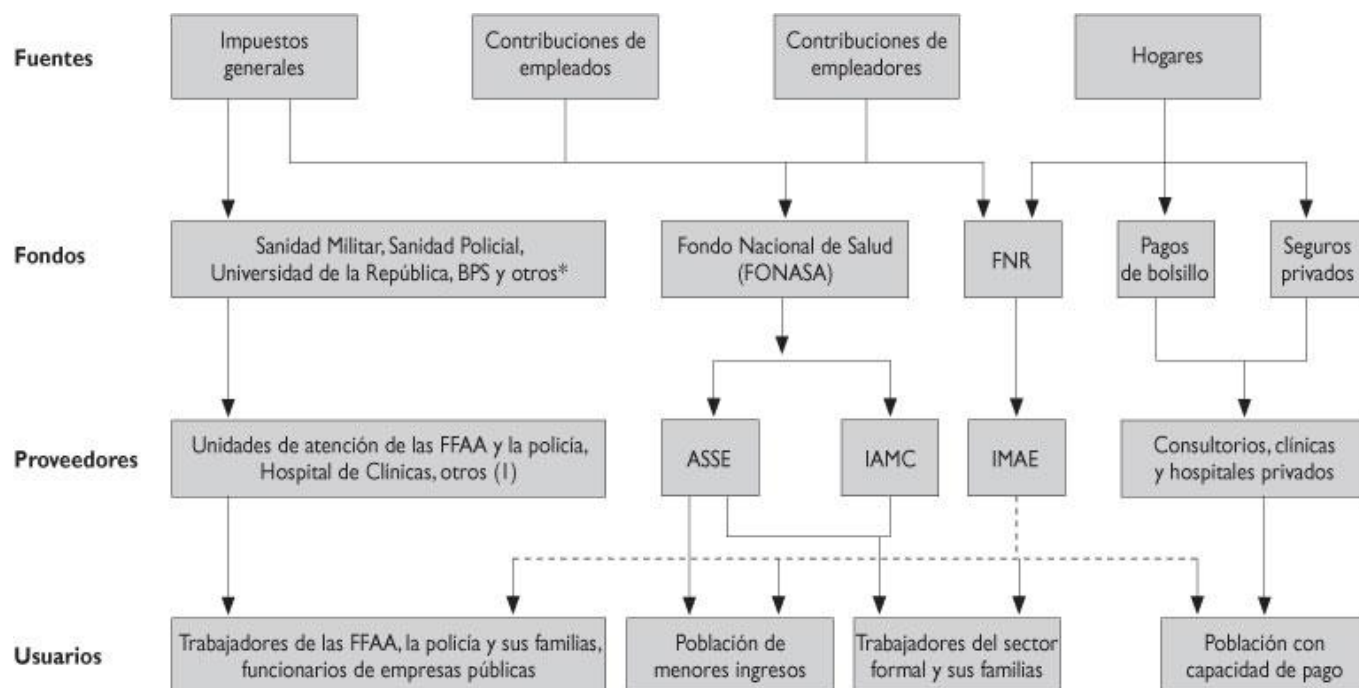 Fuentes
Impuestos
generales
Contribuciones de
empleados
Contribuciones de
empleadores
Hogares
Fondos
Sanidad Militar, Sanidad Policial,
Universidad de la República, BPS y otros*
Fondo Nacional de Salud
(FONASA)
FNR
Pagos
de bolsillo
Seguros
privados
Proveedores
Unidades de atención de las FFAA y la policía,
Hospital de Clínicas, otros (1)
ASSE
IAMC
IMAE
Consultorios, clínicas
y hospitales privados
Usuarios
Trabajadores de las FFAA, la policía y sus familias,
funcionarios de empresas públicas
Población de
menores ingresos
Trabajadores del sector
formal y sus familias
Población con
capacidad de pago